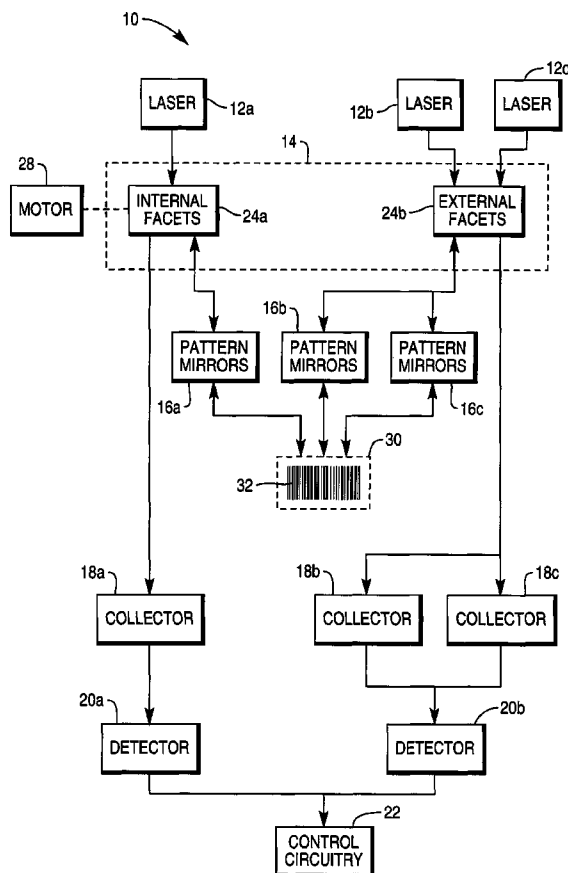 10
LASER
12a
12b
LASER
12c
LASER
14
28
MOTOR
INTERNAL
FACETS
24a
24b
EXTERNAL
FACETS
16b
PATTERN
MIRRORS
16a
PATTERN
MIRRORS
PATTERN
MIRRORS
16c
30
32
18a
COLLECTOR
18b
COLLECTOR
18c
COLLECTOR
20a
DETECTOR
20b
DETECTOR
22
CONTROL
CIRCUITRY